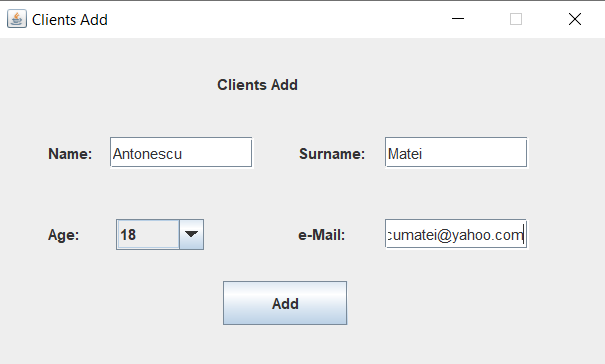 Clients Add
Clients Add
Name: Antonescu Surname: Matei
Age: 18 e-Mail: cumatei@yahoo.com
Add